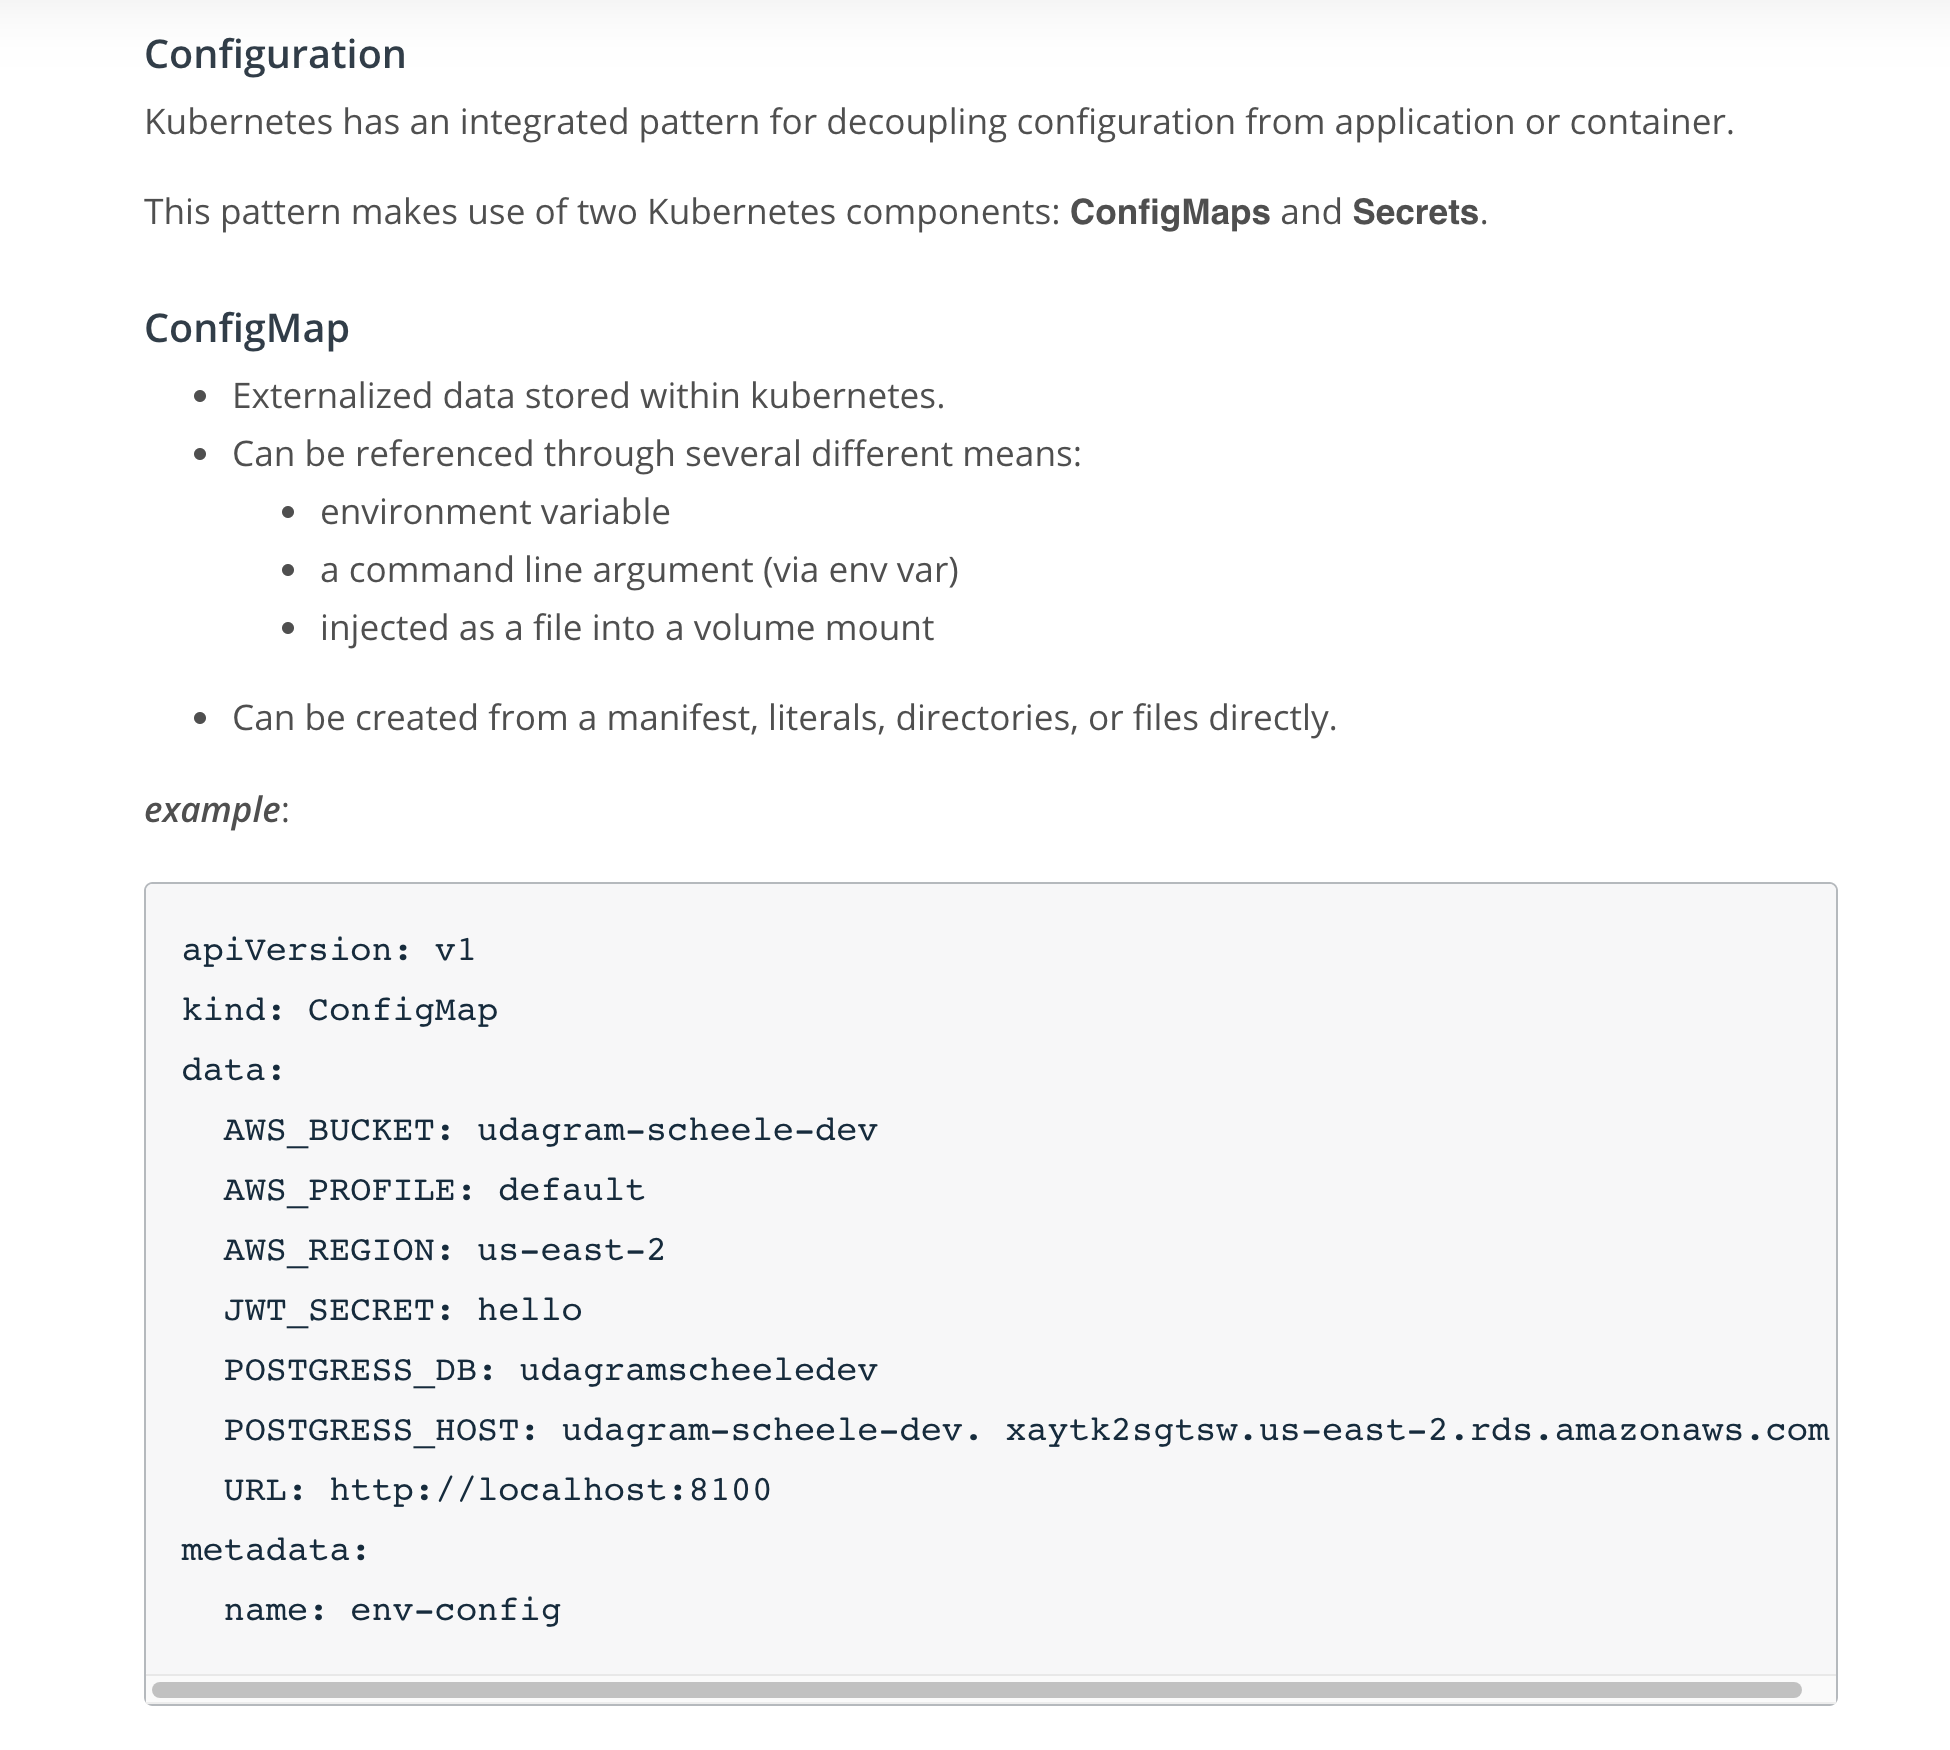 Configuration
Kubernetes has an integrated pattern for decoupling configuration from application or container.
This pattern makes use of two Kubernetes components: ConfigMaps and Secrets.
ConfigMap
Externalized data stored within kubernetes.
Can be referenced through several different means:
environment variable
a command line argument (via env var)
injected as a file into a volume mount
Can be created from a manifest, literals, directories, or files directly.
example:
apiVersion: v1
kind: ConfigMap
data:
  AWS_BUCKET: udagram-scheele-dev
  AWS_PROFILE: default
  AWS_REGION: us-east-2
  JWT_SECRET: hello
  POSTGRESS_DB: udagramscheeledev
  POSTGRESS_HOST: udagram-scheele-dev. xaytk2sgtsw.us-east-2.rds.amazonaws.com
  URL: http://localhost:8100
metadata:
  name: env-config